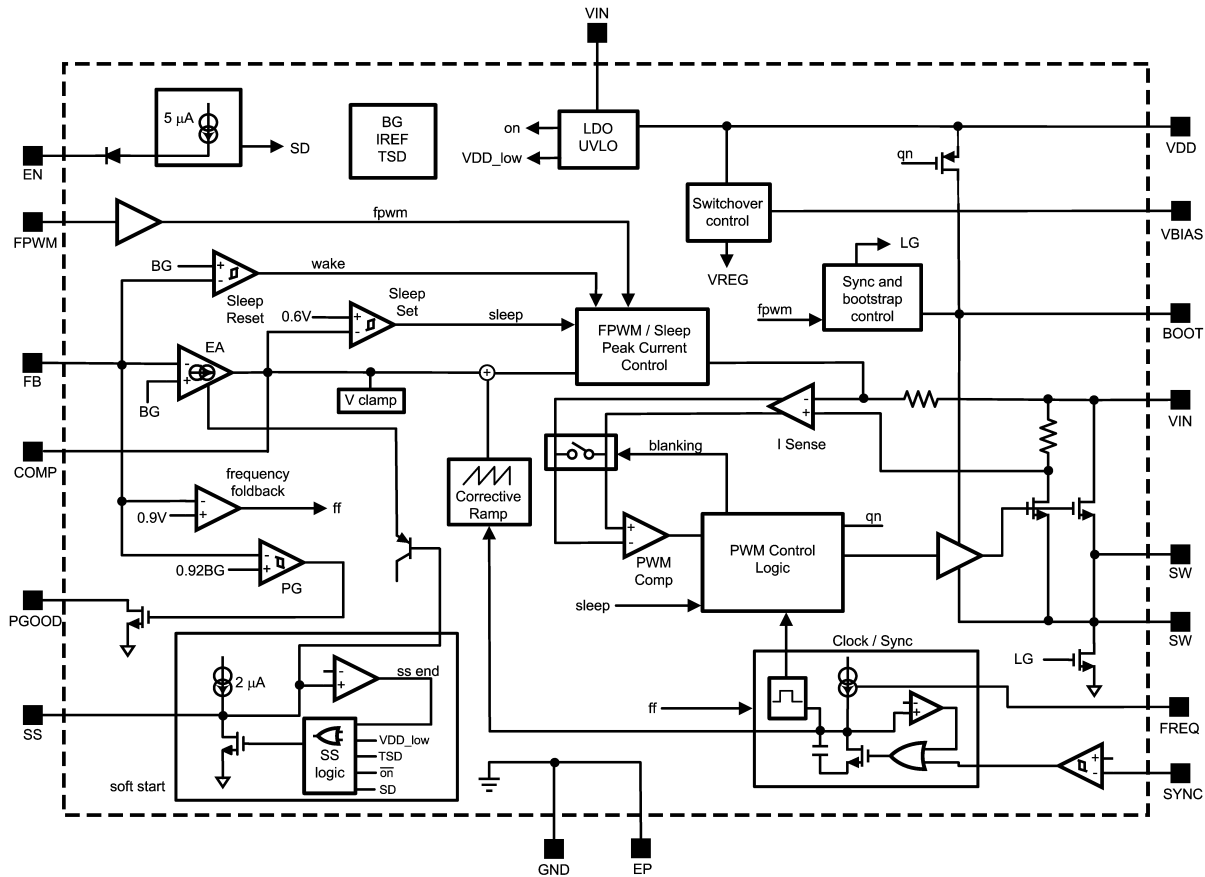 VIN
5 µA
SD
EN
BG
IREF
TSD
on
VDD_low
LDO
UVLO
VDD
qn
FPWM
fpwm
Switchover
control
VBIAS
VREG
BG
+
-
wake
Sleep
Reset
LG
Sync and
bootstrap
control
fpwm
BOOT
0.6V
+
-
Sleep
Set
sleep
FPWM / Sleep
Peak Current
Control
FB
EA
-
+
BG
+
V clamp
-
+
I Sense
VIN
COMP
blanking
frequency
foldback
-
+
0.9V
ff
Corrective
Ramp
+
-
PWM
Comp
PWM Control
Logic
qn
SW
0.92BG
-
+
PG
PGOOD
sleep
SW
LG
Clock / Sync
2 µA
-
+
ss end
SS
ff
-
+
FREQ
SS
logic
VDD_low
TSD
on
SD
soft start
+
-
SYNC
GND
EP